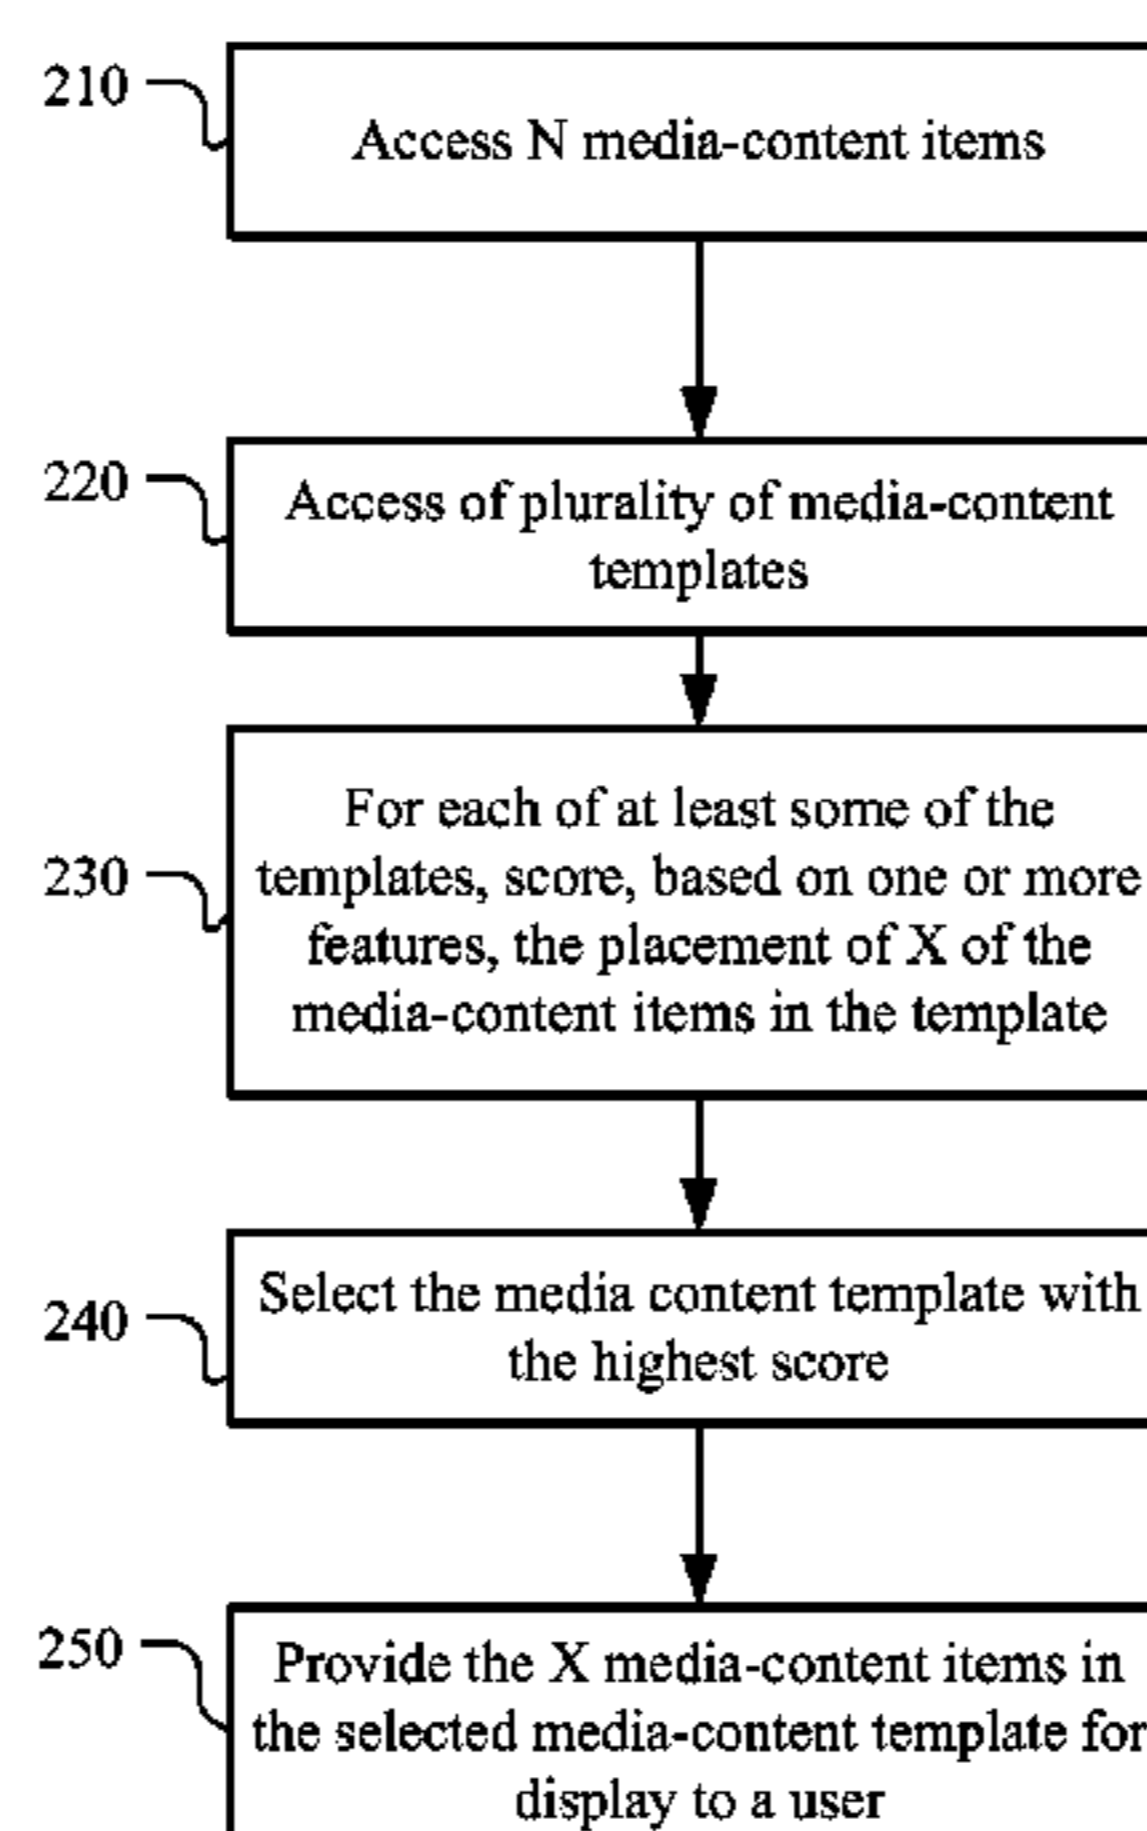 210
Access N media-content items
220
Access of plurality of media-content
templates
230
For each of at least some of the
templates, score, based on one or more
features, the placement of X of the
media-content items in the template
240
Select the media content template with
the highest score
250
Provide the X media-content items in
the selected media-content template for
display to a user